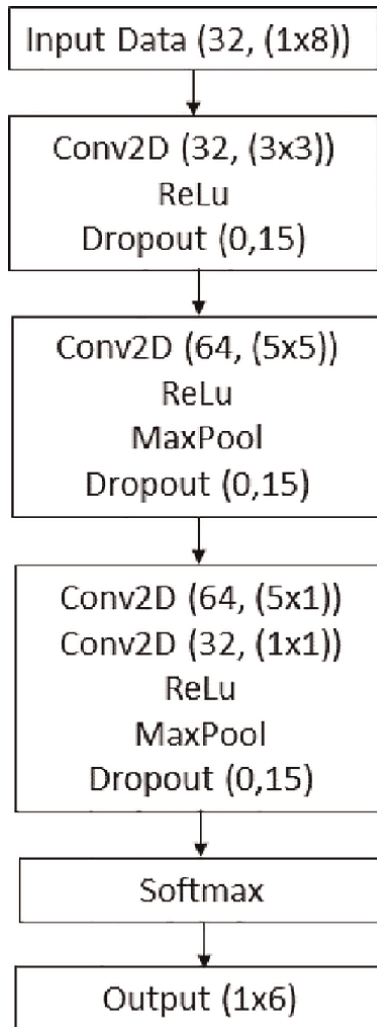 Input Data (32, (1x8))
Conv2D (32, (3x3))
ReLu
Dropout (0,15)
Conv2D (64, (5x5))
ReLu
MaxPool
Dropout (0,15)
Conv2D (64, (5x1))
Conv2D (32, (1x1))
ReLu
MaxPool
Dropout (0,15)
Softmax
Output (1x6)